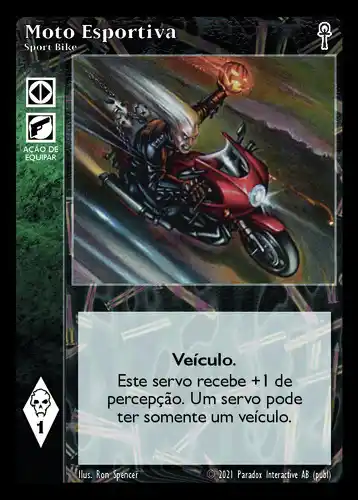 Moto Esportiva
Sport Bike
AÇÃO DE
EQUIPAR
Veículo.
Este servo recebe +1 de
percepção. Um servo pode
ter somente um veículo.
1
Illus. Ron Spencer
© 2021 Paradox Interactive AB (publ)